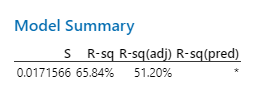 Model Summary
S R-sq R-sq(adj) R-sq(pred)
0.0171566 65.84% 51.20% *